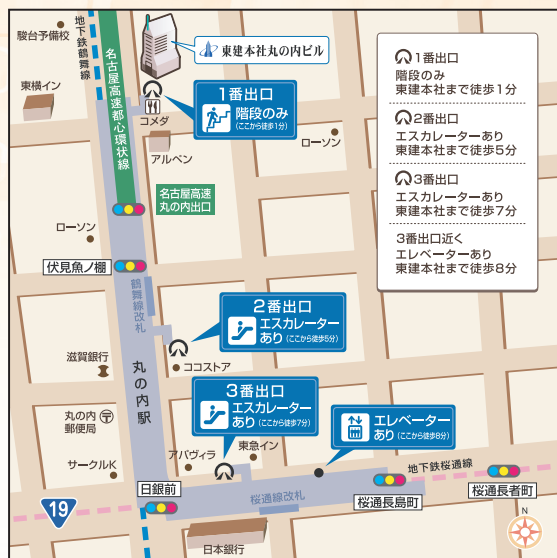 駿台予備校
地下鉄鶴舞線
東建本社丸の内ビル
東横イン
名古屋高速都心環状線
コメダ
1番出口
階段のみ
(ここから徒歩1分)
アルペン
ローソン
名古屋高速
丸の内出口
1番出口
階段のみ
東建本社まで徒歩1分
2番出口
エスカレーターあり
東建本社まで徒歩5分
3番出口
エスカレーターあり
東建本社まで徒歩7分
3番出口近く
エレベーターあり
東建本社まで徒歩8分
ローソン
伏見魚ノ棚
鶴舞線改札
2番出口
エスカレーター
あり(ここから徒歩5分)
滋賀銀行
丸の内駅
ココストア
3番出口
エスカレーター
あり(ここから徒歩7分)
丸の内
郵便局
エレベーター
あり(ここから徒歩8分)
サークルK
アパヴィラ
東急イン
地下鉄桜通線
19
日銀前
桜通線改札
桜通長島町
桜通長者町
日本銀行
N